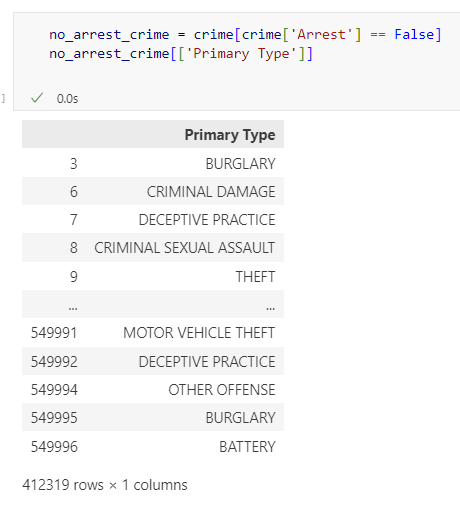 no_arrest_crime = crime[crime['Arrest'] == False]
no_arrest_crime[['Primary Type']]
] ✓ 0.0s
Primary Type
3 BURGLARY
6 CRIMINAL DAMAGE
7 DECEPTIVE PRACTICE
8 CRIMINAL SEXUAL ASSAULT
9 THEFT
... ...
549991 MOTOR VEHICLE THEFT
549992 DECEPTIVE PRACTICE
549994 OTHER OFFENSE
549995 BURGLARY
549996 BATTERY
412319 rows × 1 columns